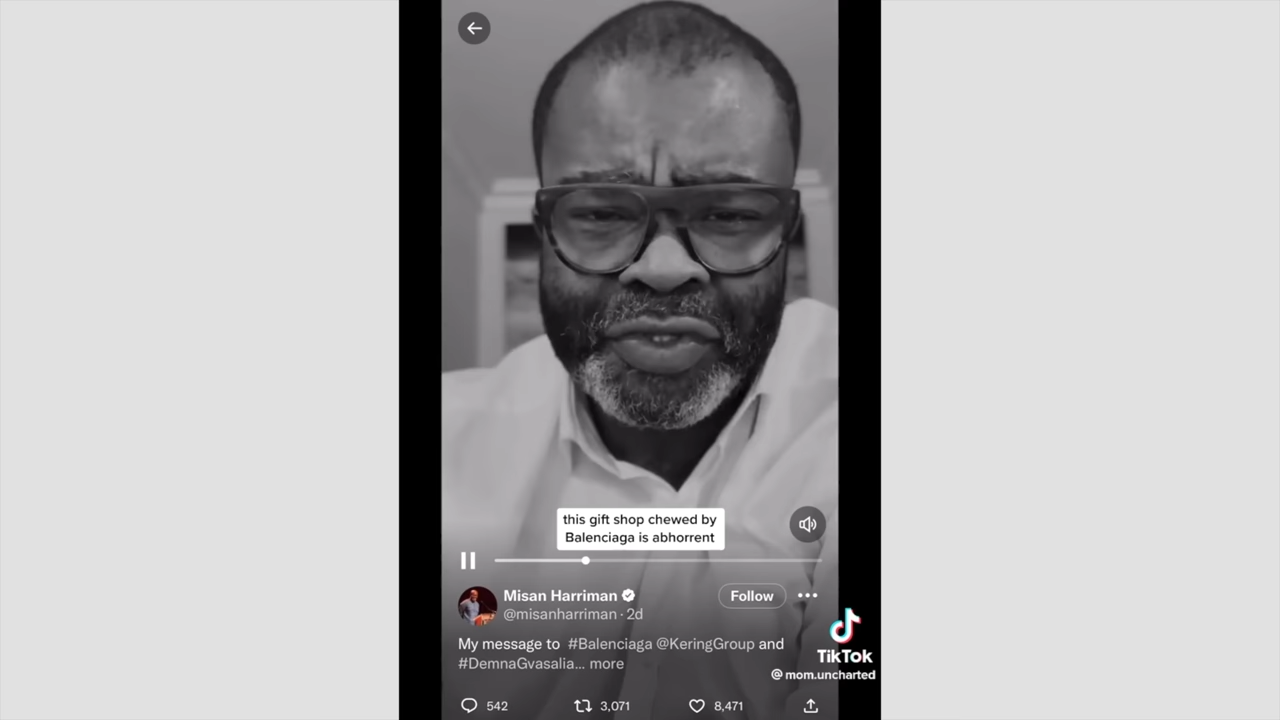 this gift shop chewed by
Balenciaga is abhorrent
Misan Harriman
Follow
@misanharriman · 2d
My message to #Balenciaga @KeringGroup and
#DemnaGvasalia... more
TikTok
@mom.uncharted
542
3,071
8,471